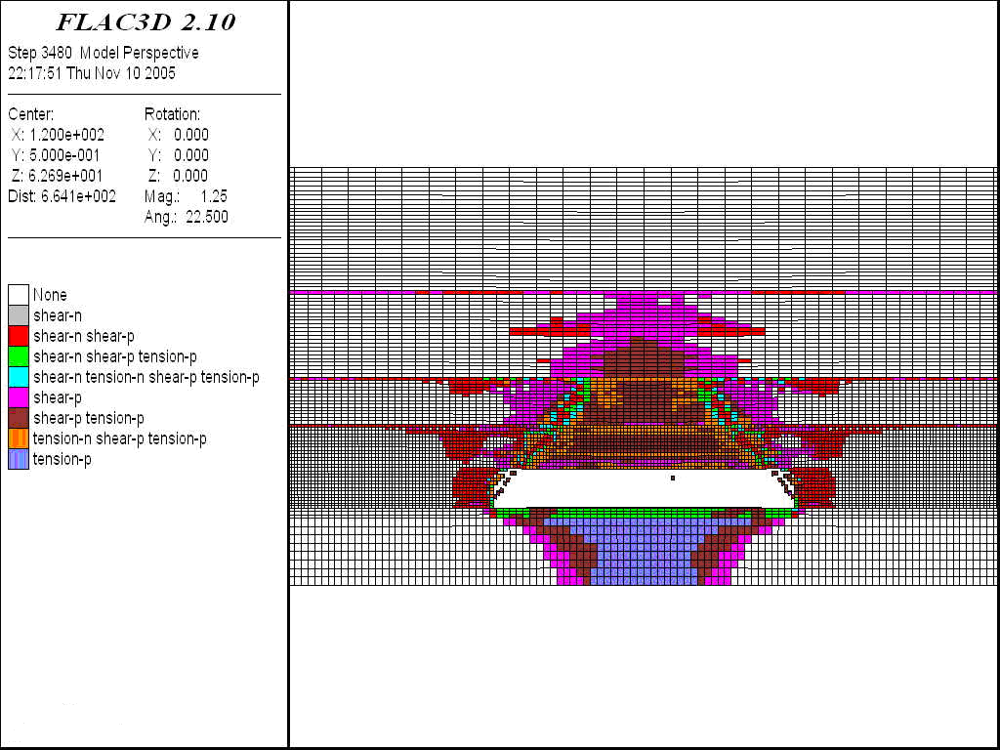 FLAC3D 2.10
Step 3480 Model Perspective
22:17:51 Thu Nov 10 2005
Center: Rotation:
X: 1.200e+002 X: 0.000
Y: 5.000e-001 Y: 0.000
Z: 6.269e+001 Z: 0.000
Dist: 6.641e+002 Mag.: 1.25
Ang.: 22.500
None
shear-n
shear-n shear-p
shear-n shear-p tension-p
shear-n tension-n shear-p tension-p
shear-p
shear-p tension-p
tension-n shear-p tension-p
tension-p